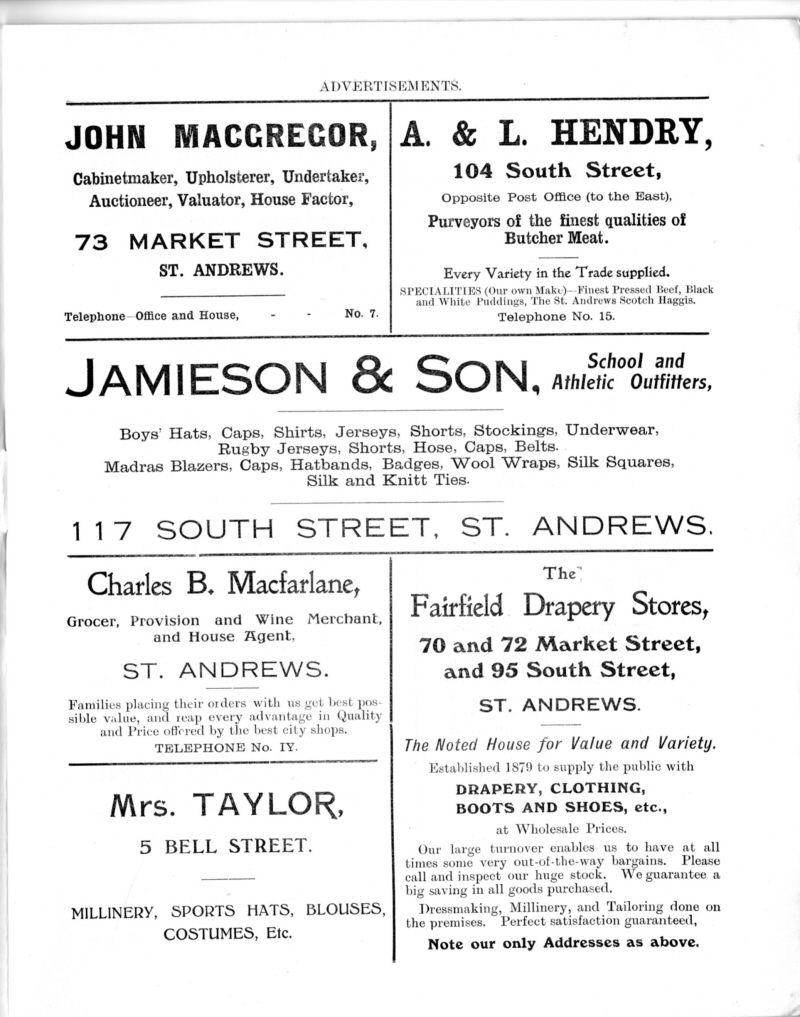 ADVERTISEMENTS.
JOHN MACGREGOR,
Cabinetmaker, Upholsterer, Undertaker,
Auctioneer, Valuator, House Factor,
73 MARKET STREET,
ST. ANDREWS.
Telephone—Office and House, - - No. 7.
A. & L. HENDRY,
104 South Street,
Opposite Post Office (to the East),
Purveyors of the finest qualities of
Butcher Meat.
Every Variety in the Trade supplied.
SPECIALITIES (Our own Make)—Finest Pressed Beef, Black
and White Puddings, The St. Andrews Scotch Haggis.
Telephone No. 15.
JAMIESON & SON,
School and
Athletic Outfitters,
Boys' Hats, Caps, Shirts, Jerseys, Shorts, Stockings, Underwear,
Rugby Jerseys, Shorts, Hose, Caps, Belts.
Madras Blazers, Caps, Hatbands, Badges, Wool Wraps, Silk Squares,
Silk and Knitt Ties.
117 SOUTH STREET, ST. ANDREWS.
Charles B. Macfarlane,
Grocer, Provision and Wine Merchant,
and House Agent,
ST. ANDREWS.
Families placing their orders with us get best pos-
sible value, and reap every advantage in Quality
and Price offered by the best city shops.
TELEPHONE No. IY.
Mrs. TAYLOR,
5 BELL STREET.
MILLINERY, SPORTS HATS, BLOUSES,
COSTUMES, Etc.
The
Fairfield Drapery Stores,
70 and 72 Market Street,
and 95 South Street,
ST. ANDREWS.
The Noted House for Value and Variety.
Established 1879 to supply the public with
DRAPERY, CLOTHING,
BOOTS AND SHOES, etc.,
at Wholesale Prices.
Our large turnover enables us to have at all
times some very out-of-the-way bargains. Please
call and inspect our huge stock. We guarantee a
big saving in all goods purchased.
Dressmaking, Millinery, and Tailoring done on
the premises. Perfect satisfaction guaranteed,
Note our only Addresses as above.